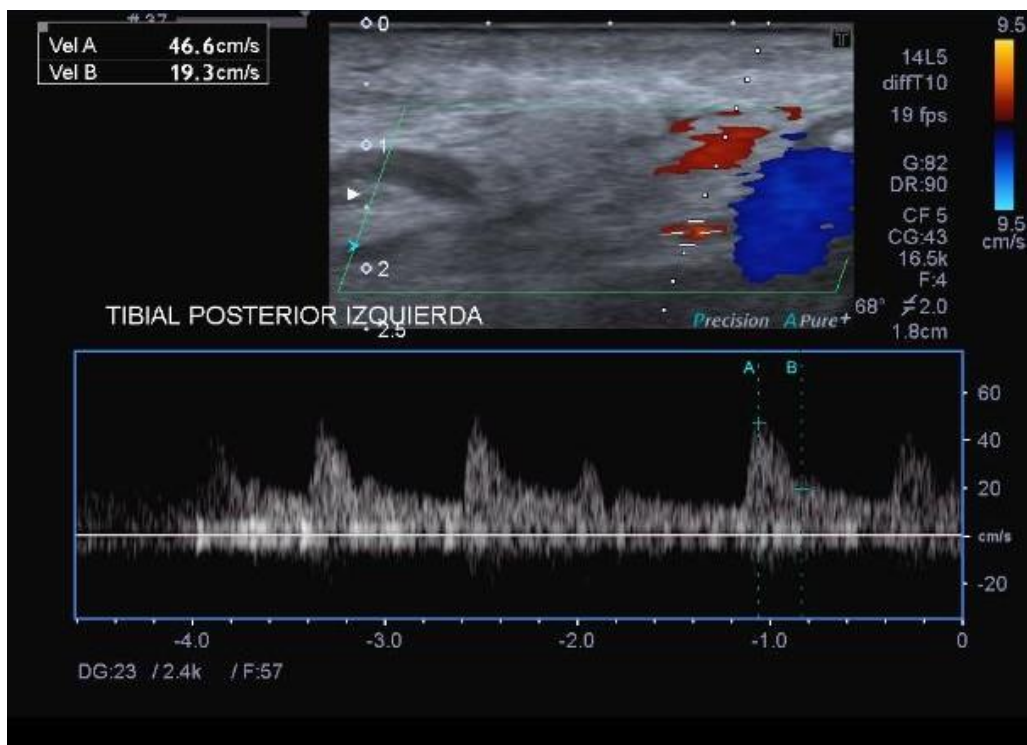 # 37
Vel A 46.6cm/s
Vel B 19.3cm/s
0
1
2
2.5
T
9.5
14L5
diffT10
19 fps
G:82
DR:90
CF 5
CG:43
16.5k
F:4
68° 2.0
1.8cm
9.5
cm/s
TIBIAL POSTERIOR IZQUIERDA
Precision APure+
A B
60
40
20
cm/s
-20
-4.0 -3.0 -2.0 -1.0 0
DG:23 / 2.4k / F:57